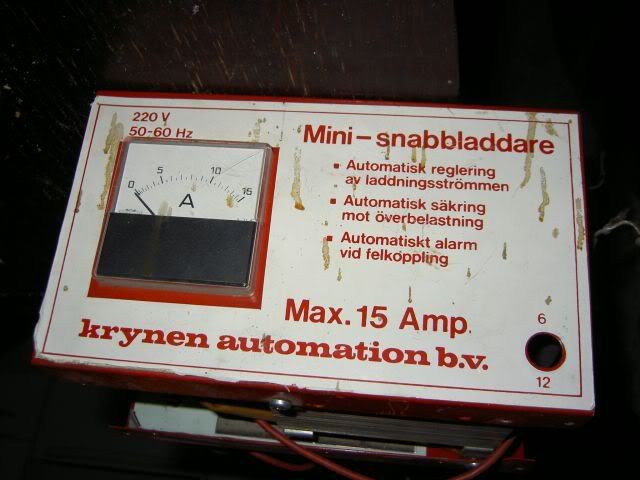 220 V
50-60 Hz
0 5 10 15
A
Mini-snabbladdare
▪ Automatisk reglering
av laddningsströmmen
▪ Automatisk säkring
mot överbelastning
▪ Automatiskt alarm
vid felkoppling
Max. 15 Amp.
krynen automation b.v.
6
12